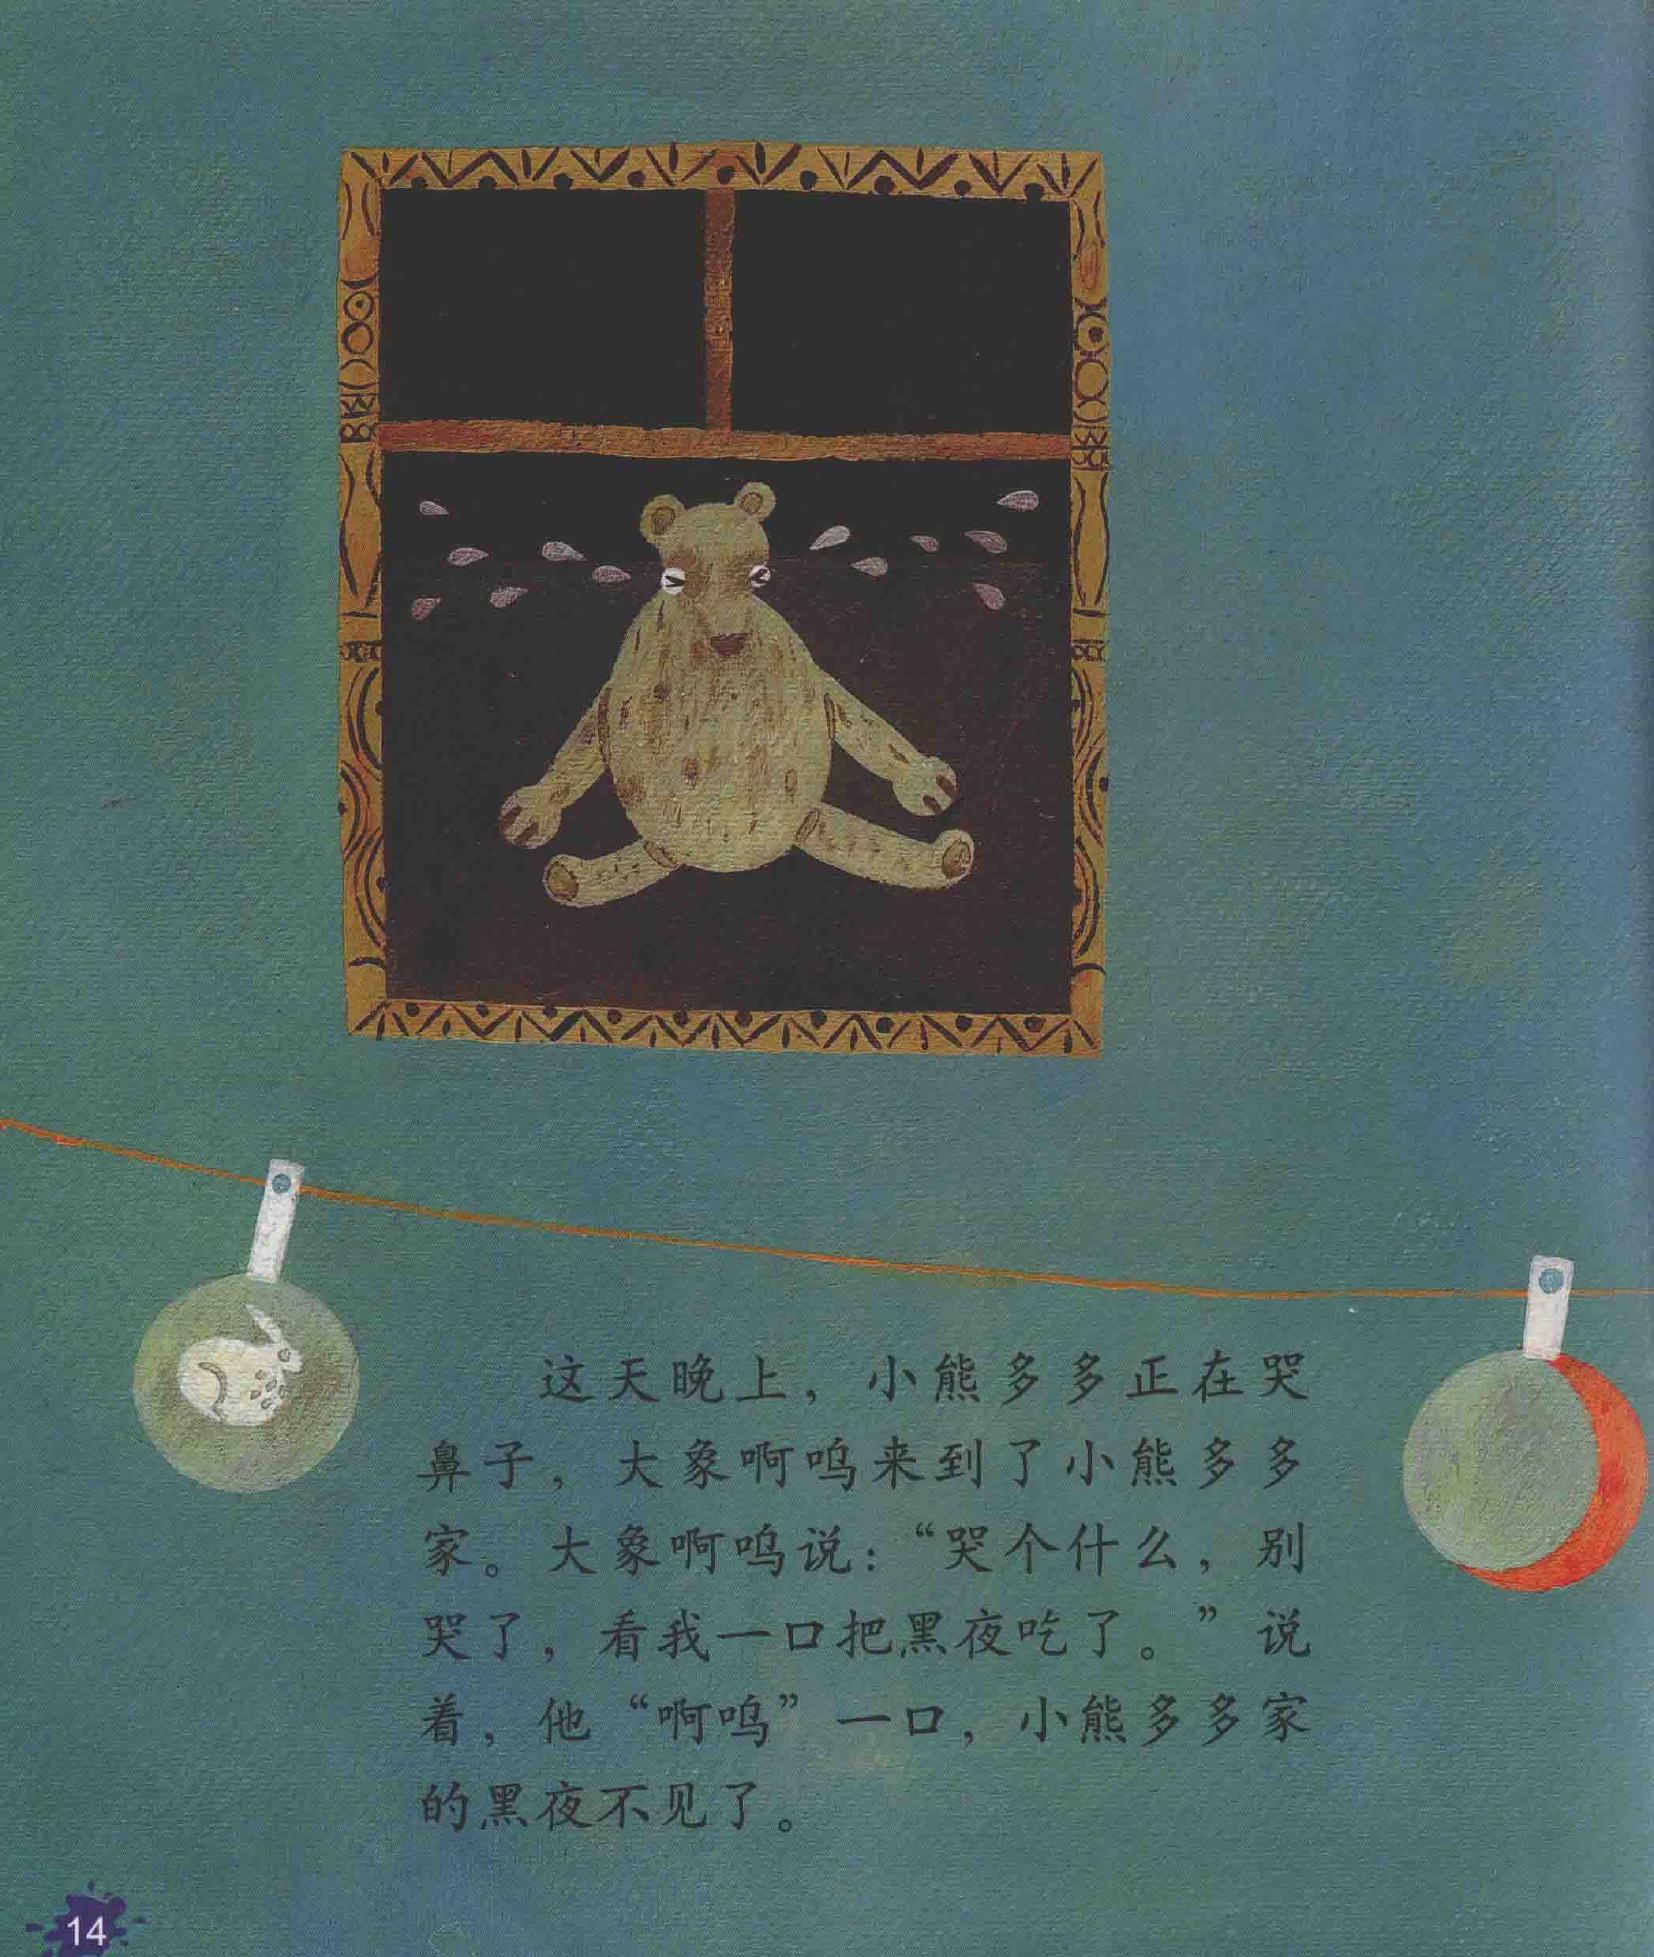 这天晚上，小熊多多正在哭
鼻子，大象啊呜来到了小熊多多
家。大象啊呜说：“哭个什么，别
哭了，看我一口把黑夜吃了。”说
着，他“啊呜”一口，小熊多多家
的黑夜不见了。
14